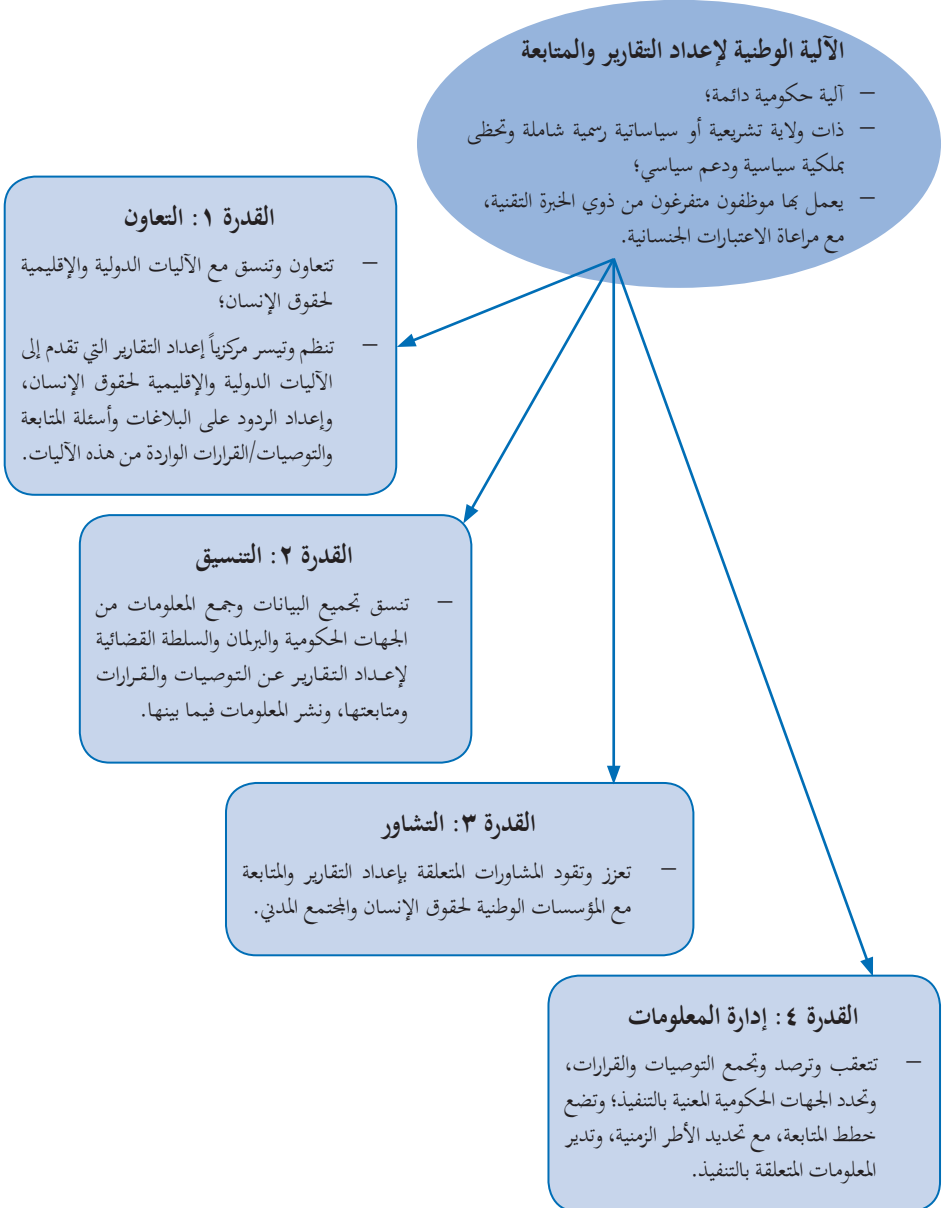 الآلية الوطنية لإعداد التقارير والمتابعة
– آلية حكومية دائمة؛
– ذات ولاية تشريعية أو سياساتية رسمية شاملة وتحظى
بملكية سياسية ودعم سياسي؛
– يعمل بها موظفون متفرغون من ذوي الخبرة التقنية،
مع مراعاة الاعتبارات الجنسانية.
القدرة ١: التعاون
– تتعاون وتنسق مع الآليات الدولية والإقليمية
لحقوق الإنسان؛
– تنظم وتيسر مركزياً إعداد التقارير التي تقدم إلى
الآليات الدولية والإقليمية لحقوق الإنسان،
وإعداد الردود على البلاغات وأسئلة المتابعة
والتوصيات/القرارات الواردة من هذه الآليات.
القدرة ٢: التنسيق
– تنسق تجميع البيانات وجمع المعلومات من
الجهات الحكومية والبرلمان والسلطة القضائية
لإعداد التقارير عن التوصيات والقرارات
ومتابعتها، ونشر المعلومات فيما بينها.
القدرة ٣: التشاور
– تعزز وتقود المشاورات المتعلقة بإعداد التقارير والمتابعة
مع المؤسسات الوطنية لحقوق الإنسان والمجتمع المدني.
القدرة ٤: إدارة المعلومات
– تتعقب وترصد وتجمع التوصيات والقرارات،
وتحدد الجهات الحكومية المعنية بالتنفيذ؛ وتضع
خطط المتابعة، مع تحديد الأطر الزمنية، وتدير
المعلومات المتعلقة بالتنفيذ.